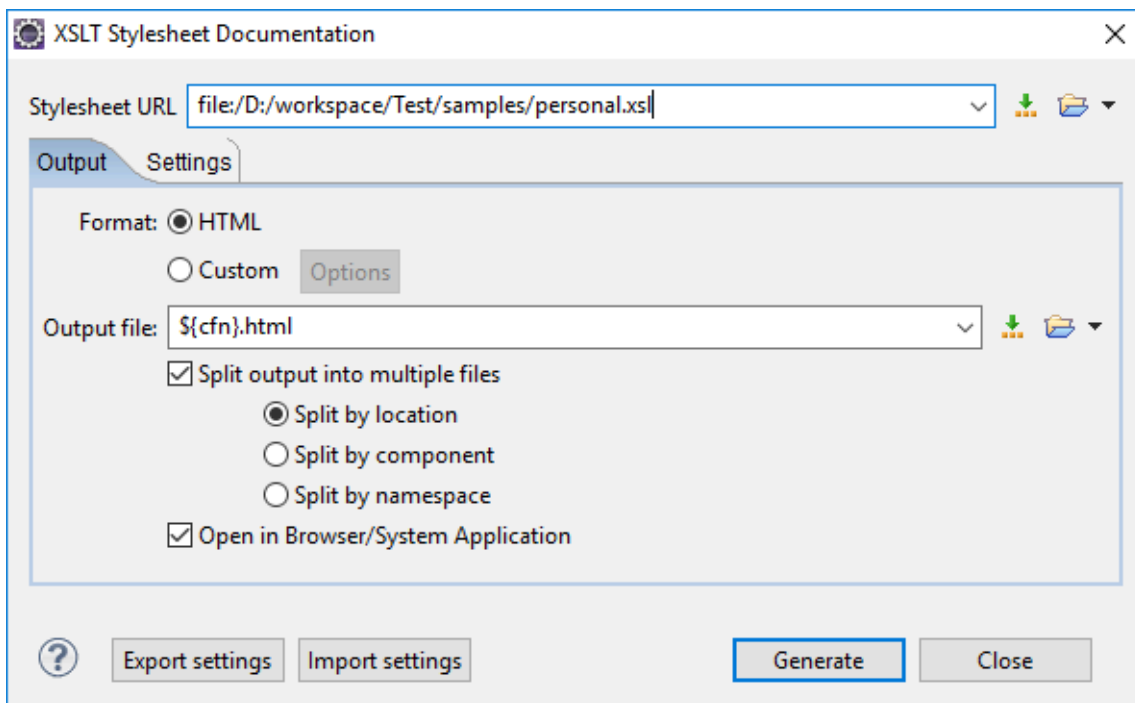 XSLT Stylesheet Documentation
Stylesheet URL file:/D:/workspace/Test/samples/personal.xsl
Output Settings
Format: HTML
Custom Options
Output file: ${cfn}.html
Split output into multiple files
Split by location
Split by component
Split by namespace
Open in Browser/System Application
? Export settings Import settings Generate Close